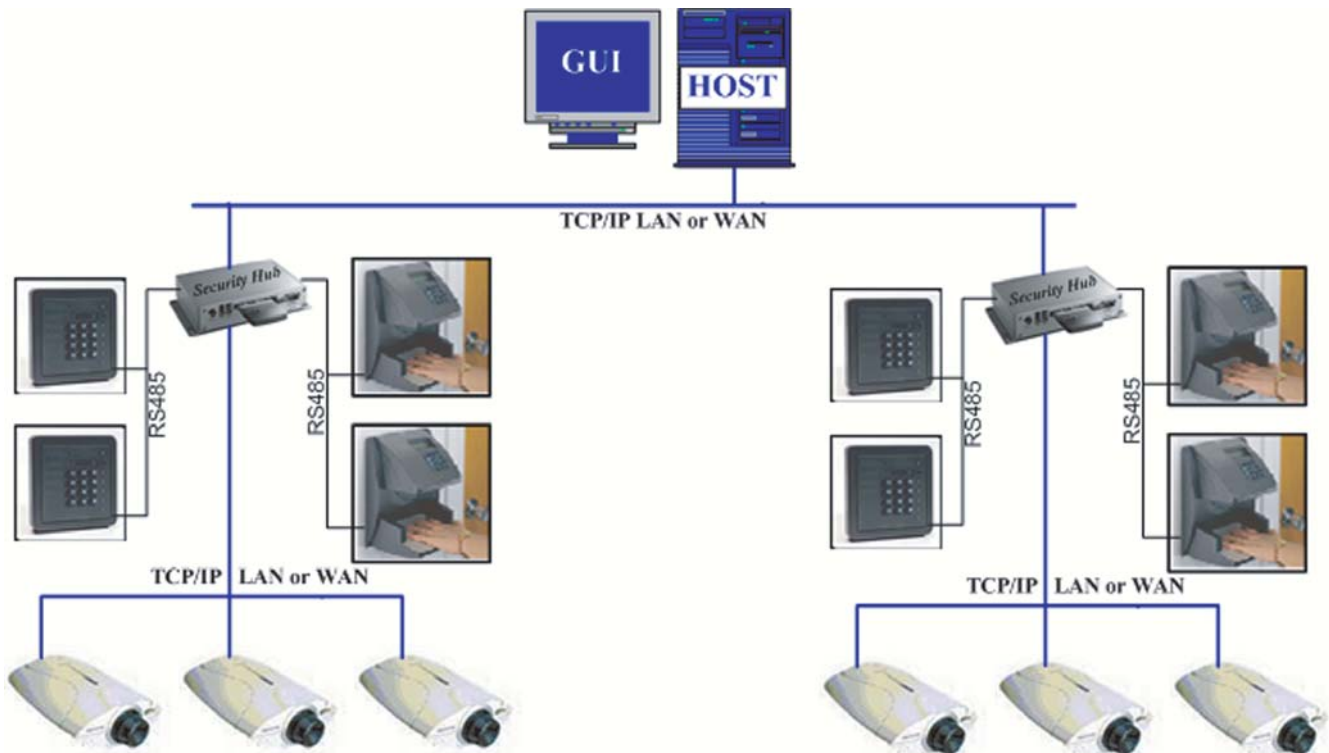 GUI
HOST
TCP/IP LAN or WAN
Security Hub
Security Hub
RS485
RS485
RS485
RS485
TCP/IP LAN or WAN
TCP/IP LAN or WAN